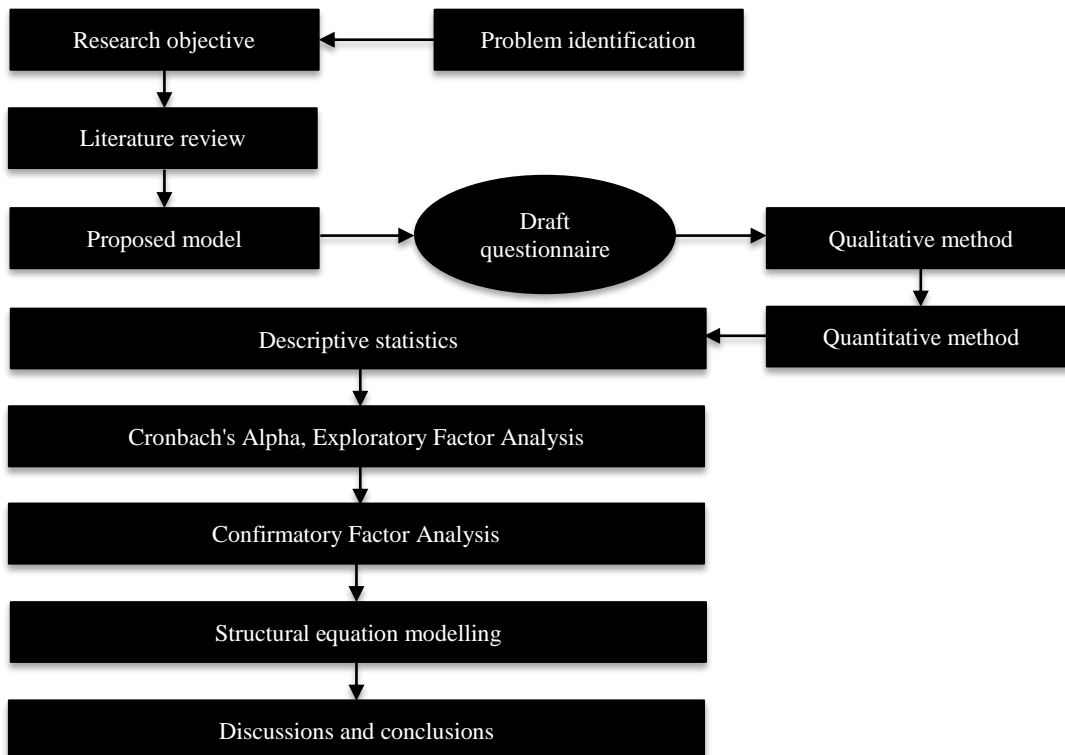 Research objective
Problem identification
Literature review
Proposed model
Draft
questionnaire
Qualitative method
Quantitative method
Descriptive statistics
Cronbach's Alpha, Exploratory Factor Analysis
Confirmatory Factor Analysis
Structural equation modelling
Discussions and conclusions